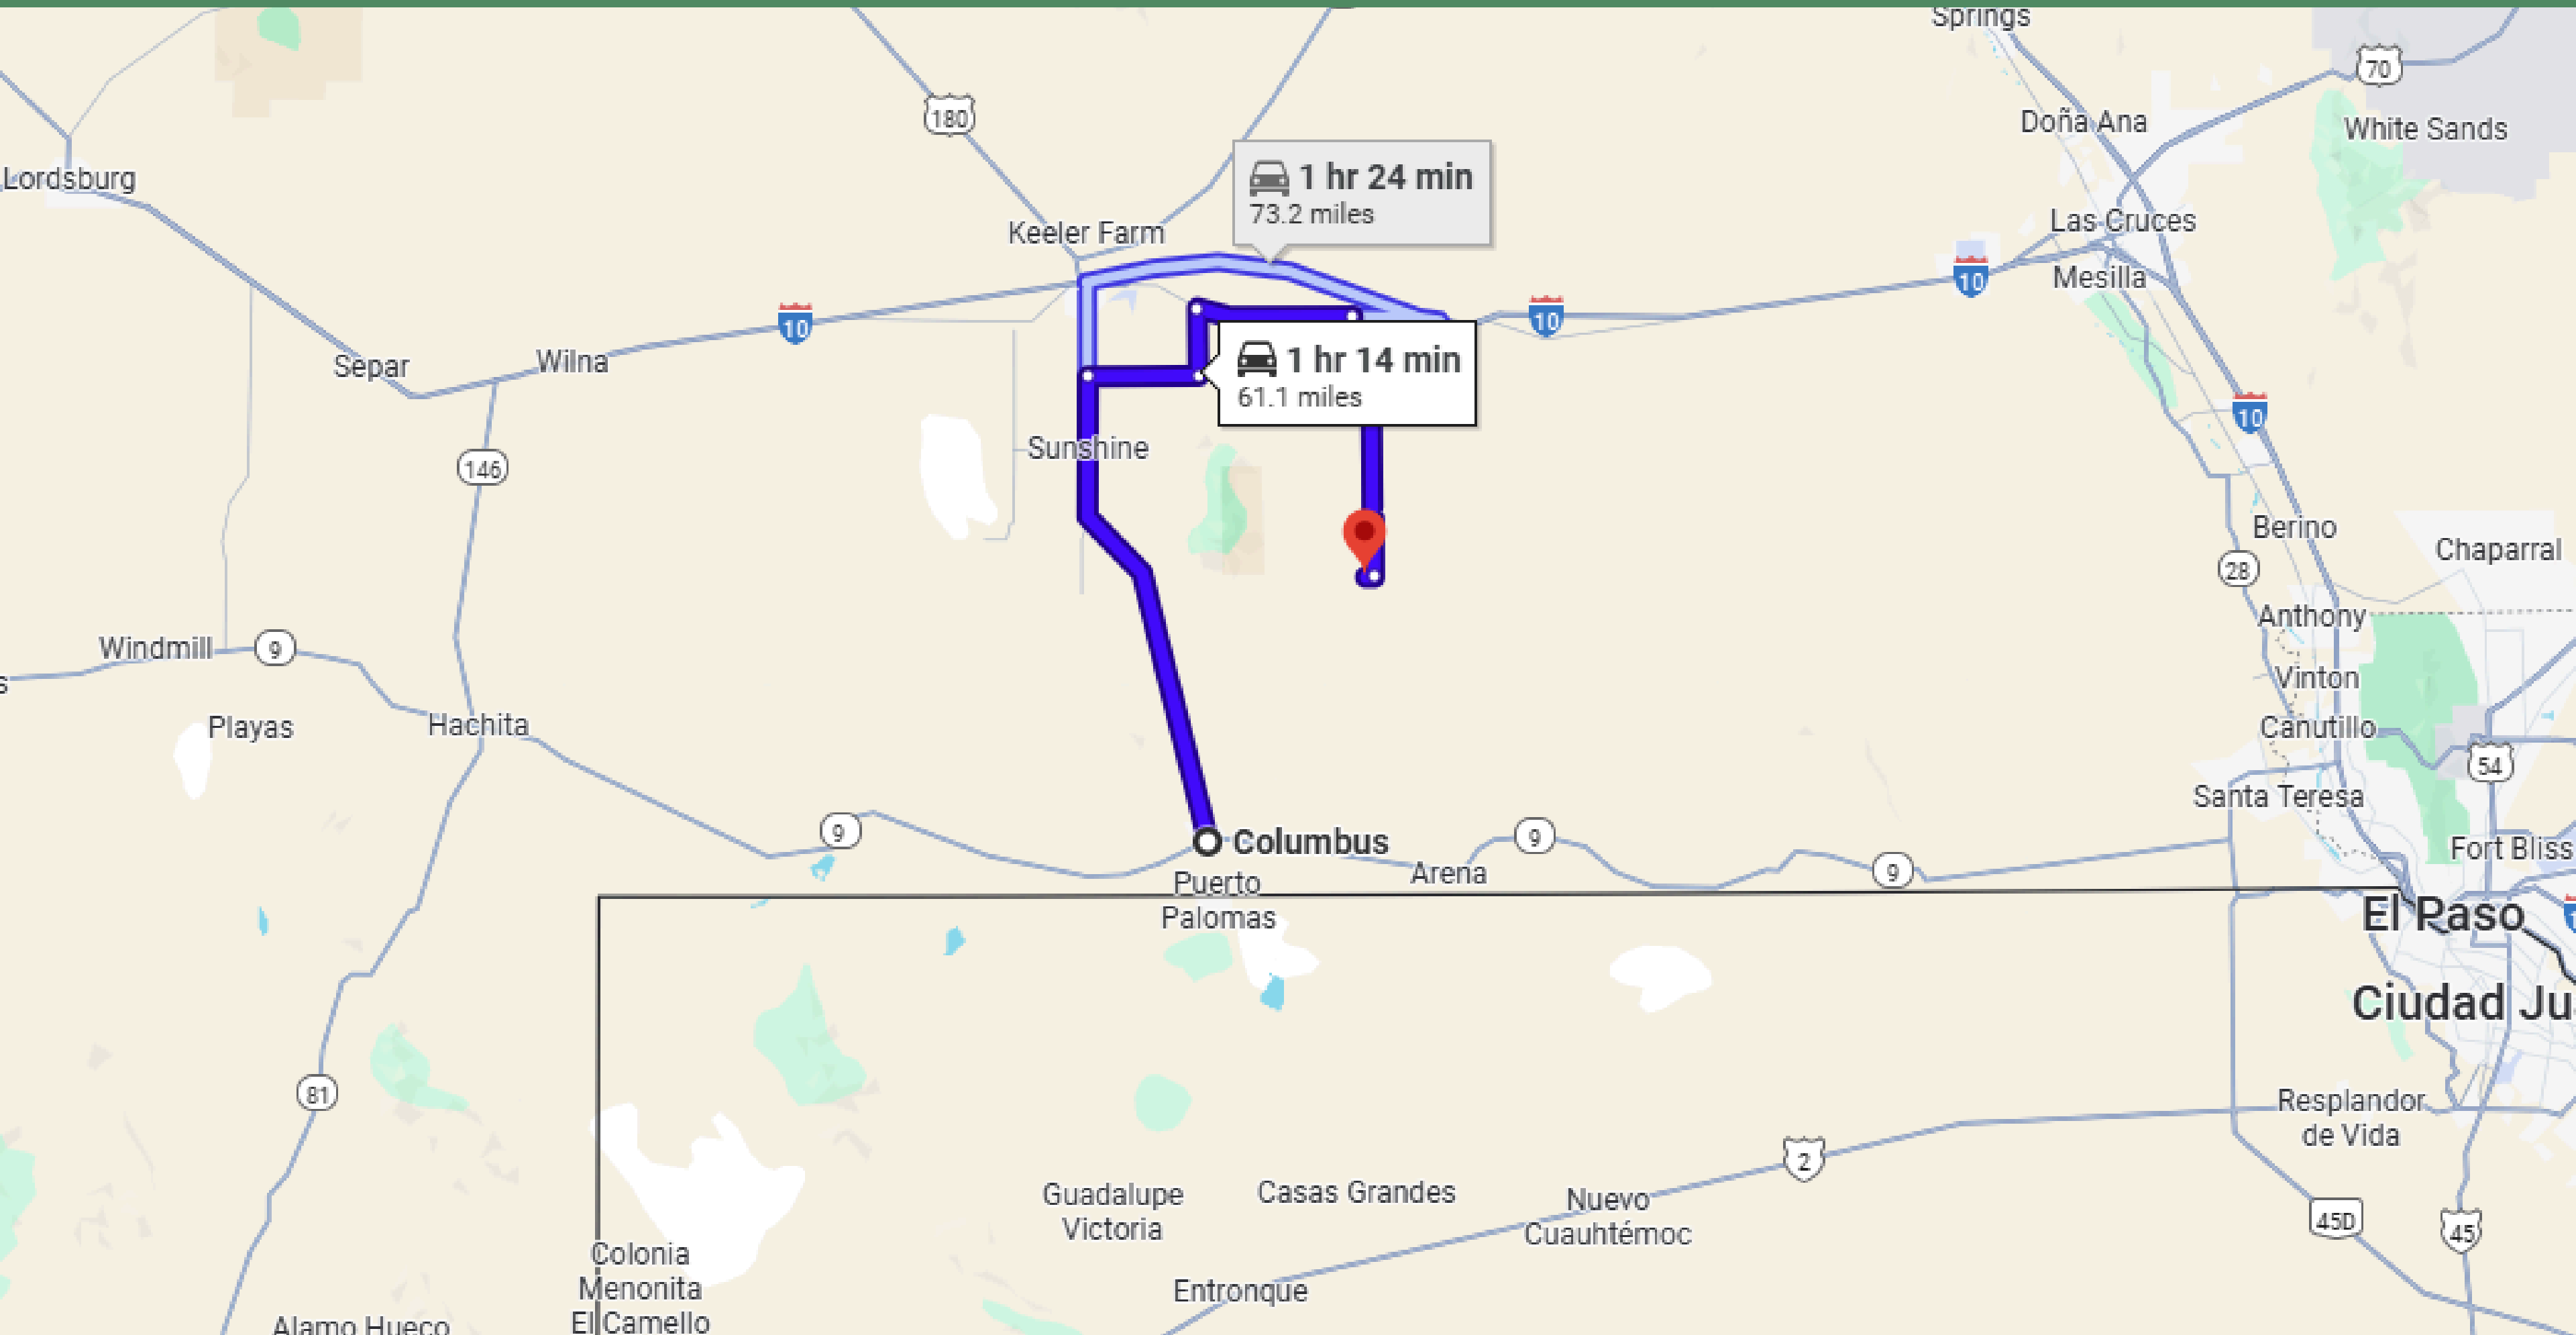 Springs
70
180
Doña Ana
White Sands
1 hr 24 min
73.2 miles
Lordsburg
Las Cruces
Keeler Farm
10
Mesilla
10
10
1 hr 14 min
61.1 miles
Separ
Wilna
10
Sunshine
146
Berino
Chaparral
28
Anthony
Windmill
9
Vinton
s
Playas
Hachita
Canutillo
54
Santa Teresa
9
9
Columbus
Fort Bliss
Arena
9
Puerto
Palomas
El Paso
Ciudad Ju
81
Resplandor
de Vida
2
Guadalupe
Victoria
Casas Grandes
Nuevo
Cuauhtémoc
45D
45
Colonia
Menonita
El Camello
Entronque
Alamo Hueco